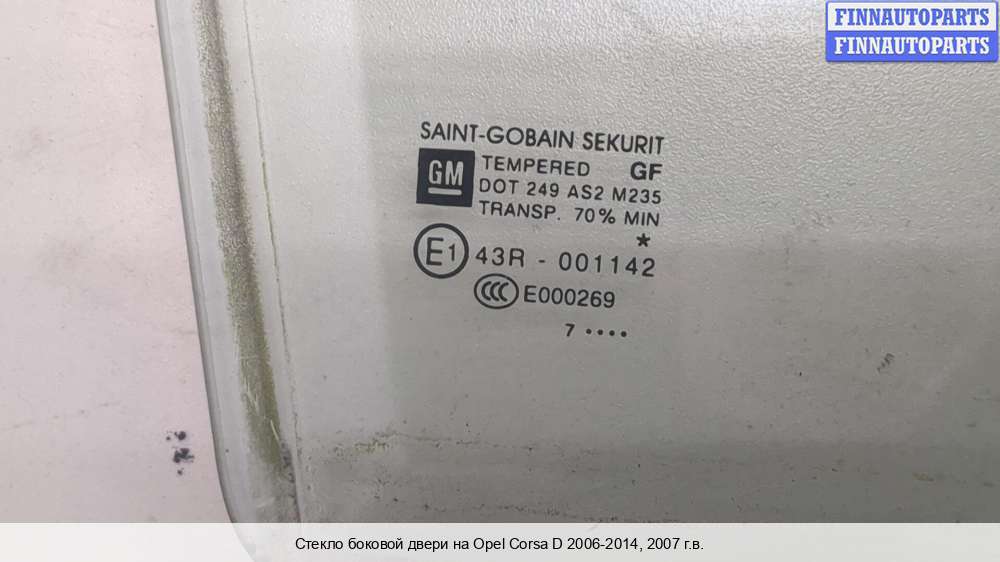 FINNAUTOPARTS
FINNAUTOPARTS
SAINT-GOBAIN SEKURIT
GM TEMPERED GF
DOT 249 AS2 M235
TRANSP. 70% MIN
*
E1 43R - 001142
CCC E000269
7 ••••
Стекло боковой двери на Opel Corsa D 2006-2014, 2007 г.в.